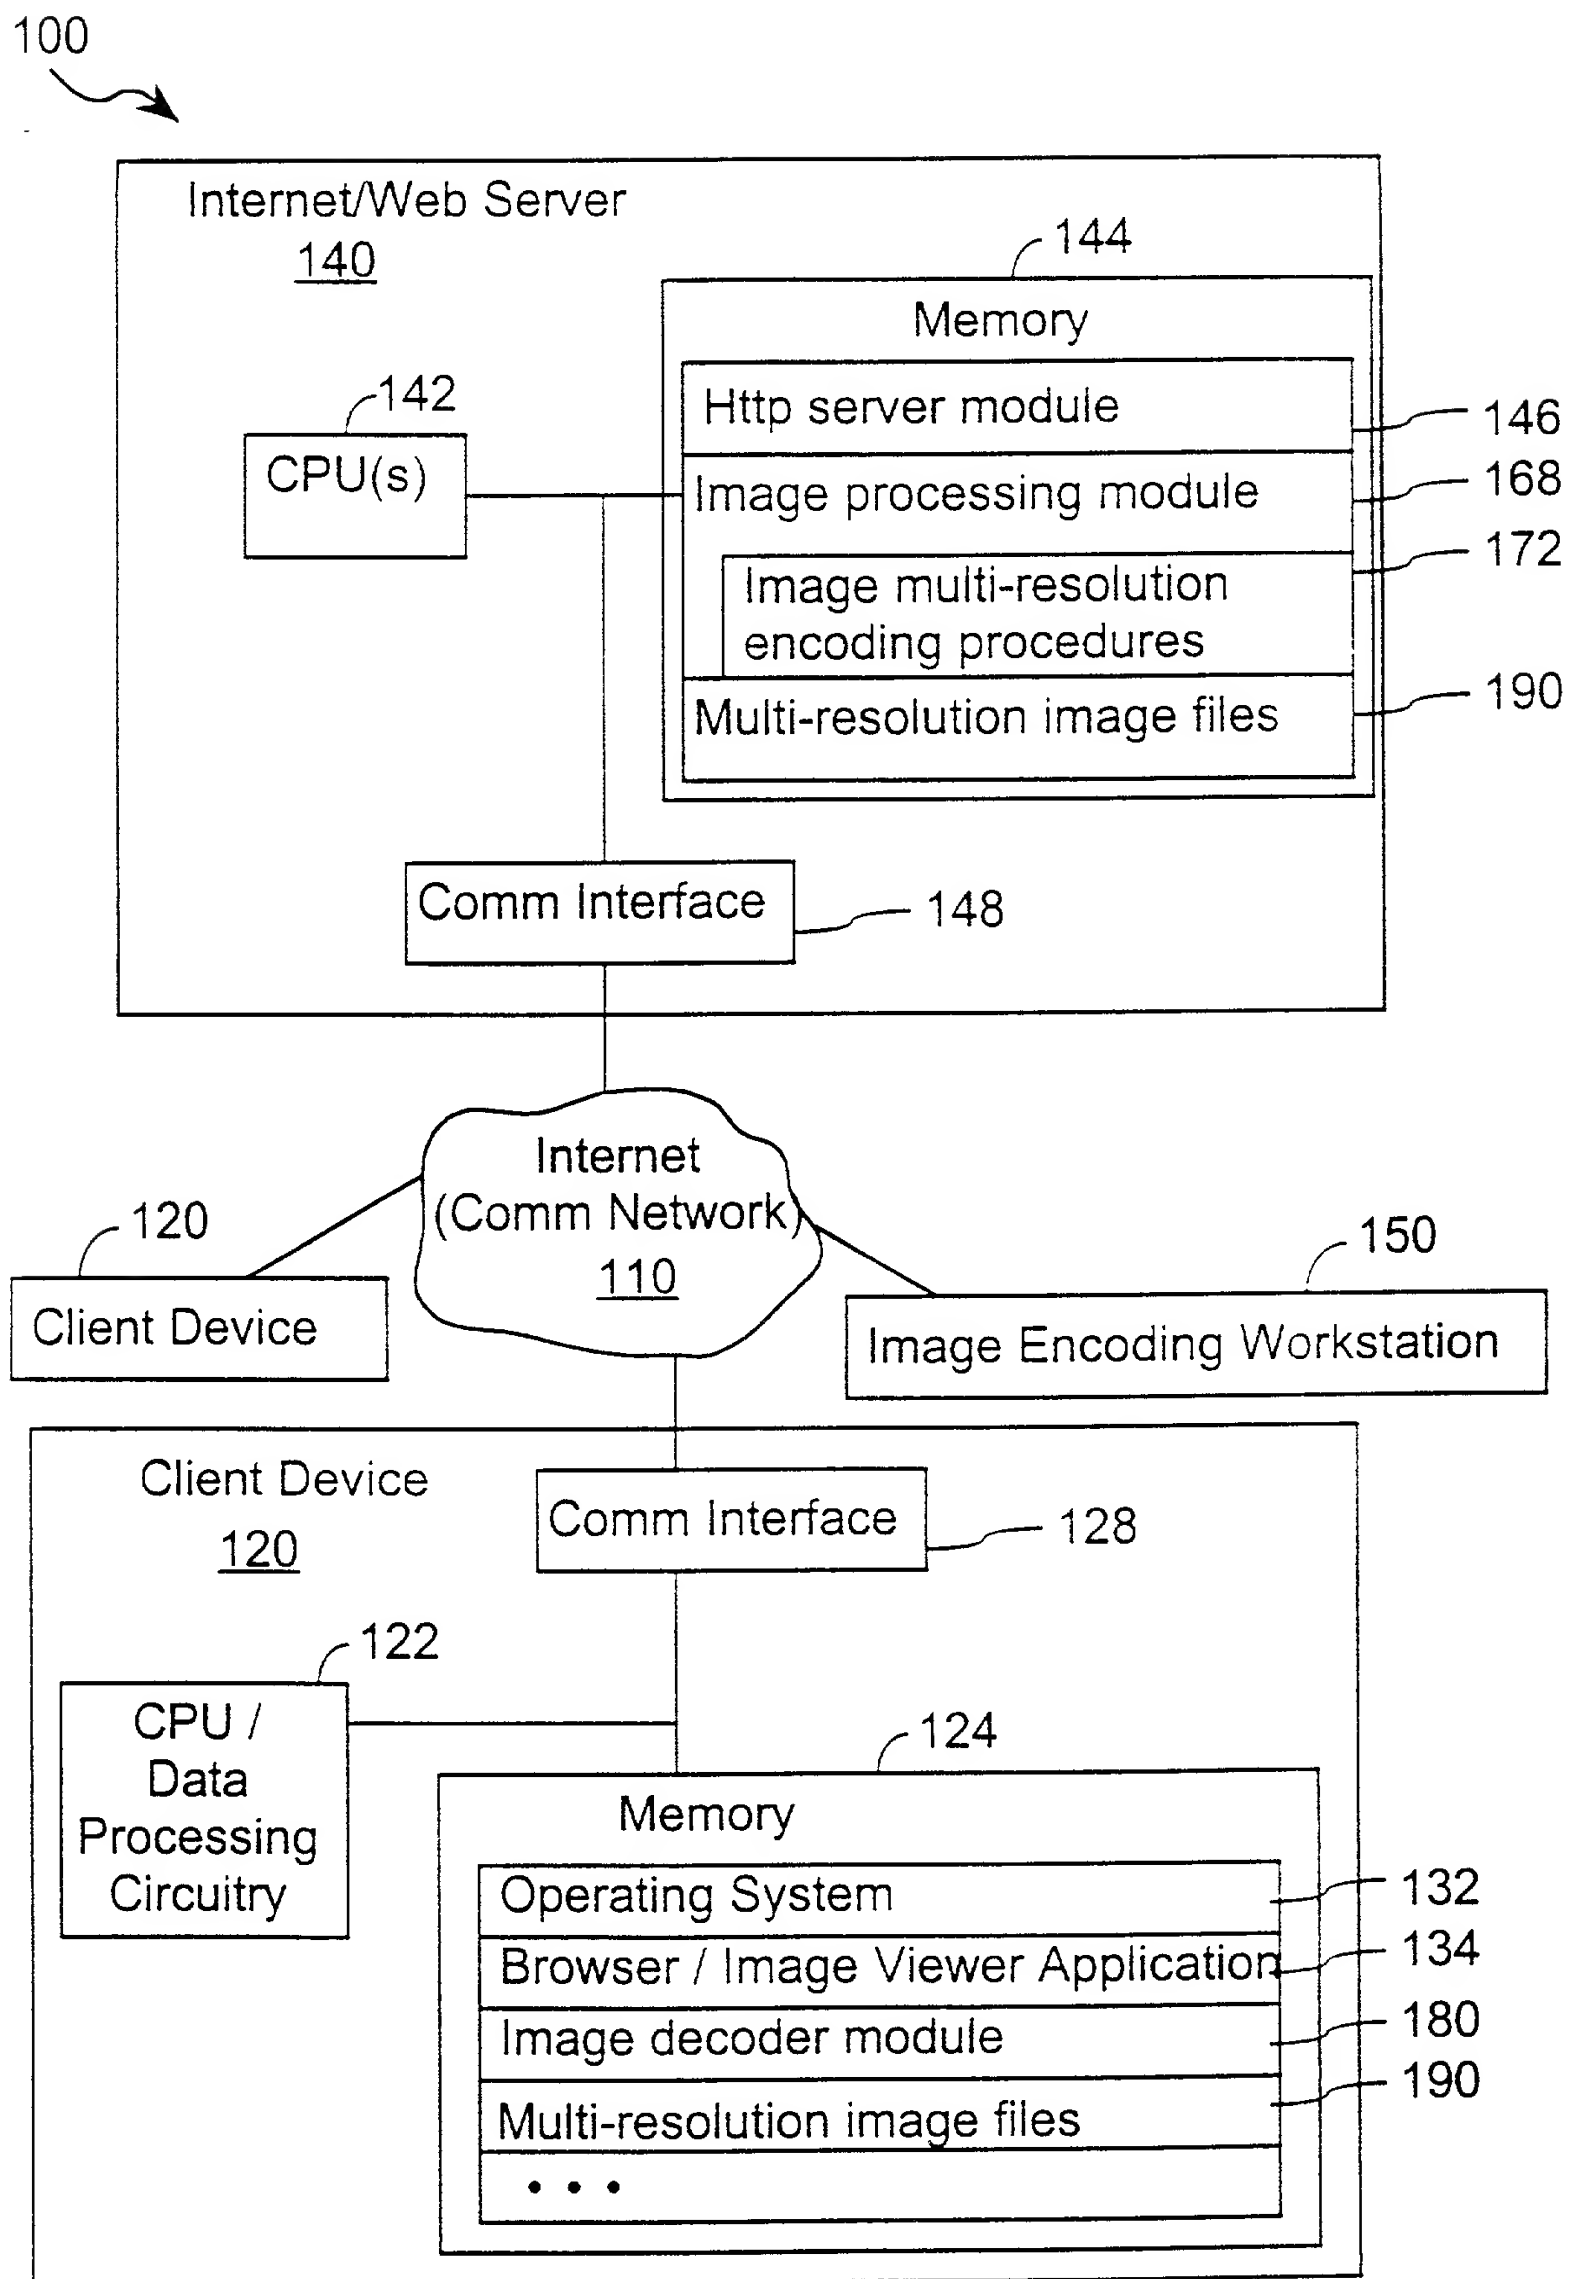 100
Internet/Web Server
140
144
Memory
142
CPU(s)
Http server module
146
Image processing module
168
172
Image multi-resolution
encoding procedures
Multi-resolution image files
190
Comm Interface
148
Internet
(Comm Network)
110
120
Client Device
150
Image Encoding Workstation
Client Device
120
Comm Interface
128
122
CPU /
Data
Processing
Circuitry
124
Memory
Operating System
132
Browser / Image Viewer Application
134
Image decoder module
180
Multi-resolution image files
190
• • •